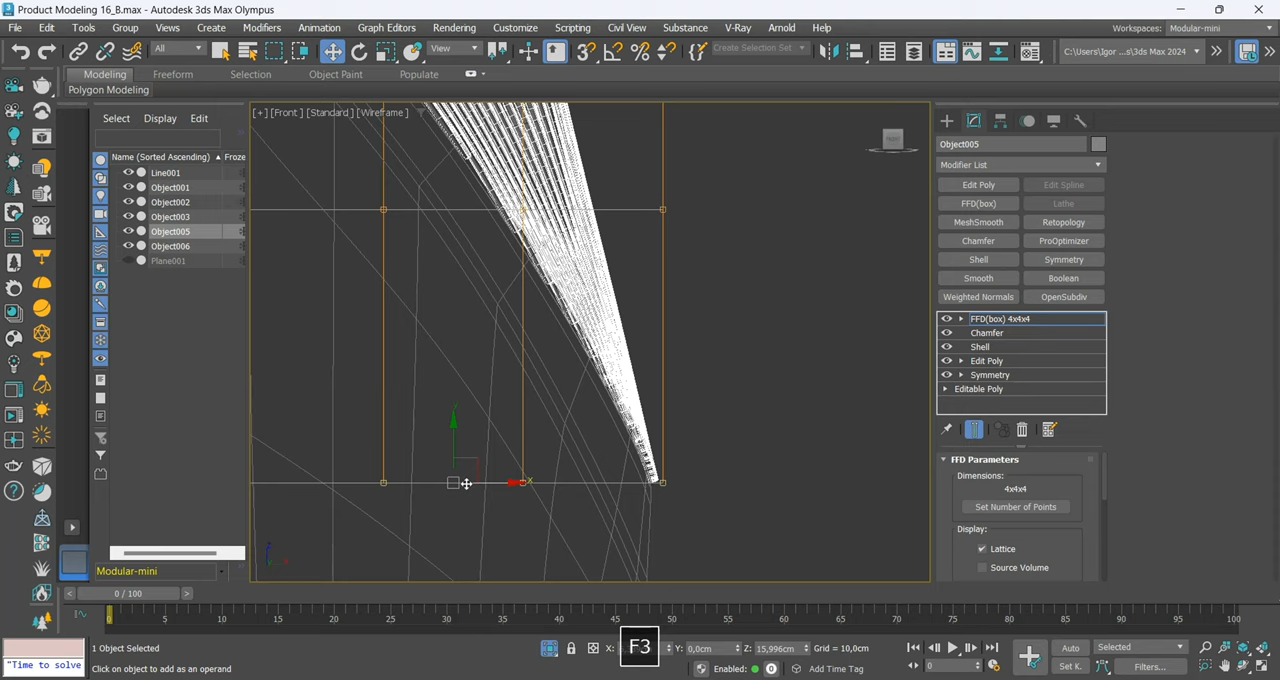 Product Modeling 16_B.max - Autodesk 3ds Max Olympus
File Edit Tools Group Views Create Modifiers Animation Graph Editors Rendering Customize Scripting Civil View Substance V-Ray Arnold Help
Workspaces: Modular-mini
All View Create Selection Set C:\Users\Igor ...s\3ds Max 2024
Modeling Freeform Selection Object Paint Populate
Polygon Modeling
Select Display Edit
[+] [Front ] [Standard ] [Wireframe ]
FRONT
Name (Sorted Ascending) Froze
Line001
Object001
Object002
Object003
Object005
Object006
Plane001
Object005
Modifier List
Edit Poly Edit Spline
FFD(box) Lathe
MeshSmooth Retopology
Chamfer ProOptimizer
Shell Symmetry
Smooth Boolean
Weighted Normals OpenSubdiv
FFD(box) 4x4x4
Chamfer
Shell
Edit Poly
Symmetry
Editable Poly
FFD Parameters
Dimensions:
4x4x4
Set Number of Points
Display:
Lattice
Source Volume
y
x
z
Modular-mini
0 / 100
0 5 10 15 20 25 30 35 40 45 50 55 60 65 70 75 80 85 90 95 100
1 Object Selected
X: Y: 0,0cm Z: 15,996cm Grid = 10,0cm
F3
Auto Selected
"Time to solve
Click on object to add as an operand
Enabled: 0 Add Time Tag
0
Set K. Filters...